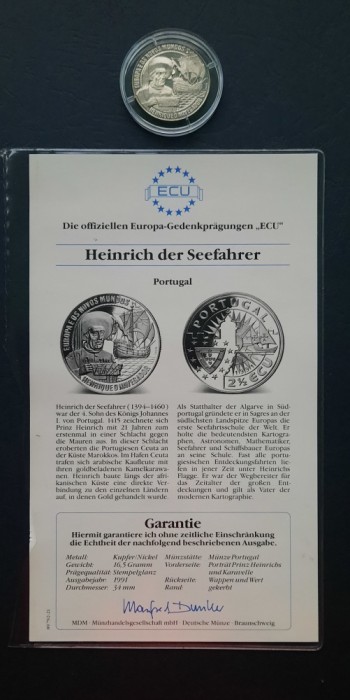 EUROPA E OS NOVOS MUNDOS
HENRIQUE O NAVEGADOR
ECU
Die offiziellen Europa-Gedenkprägungen „ECU“
Heinrich der Seefahrer
Portugal
EUROPA E OS NOVOS MUNDOS
HENRIQUE O NAVEGADOR
PORTUGAL
2½ ECU
Heinrich der Seefahrer (1394–1460)
war der 4. Sohn des Königs Johannes
I. von Portugal. 1415 zeichnete sich
Prinz Heinrich mit 21 Jahren zum
erstenmal in einer Schlacht gegen
die Mauren aus. In dieser Schlacht
eroberten die Portugiesen Ceuta an
der Küste Marokkos. Im Hafen Ceuta
trafen sich arabische Kaufleute mit
ihren goldbeladenen Kamelkarawa-
nen. Heinrich baute längs der afri-
kanischen Küste eine direkte Ver-
bindung zu den einzelnen Ländern
auf, in denen Gold gehandelt wurde.
Als Statthalter der Algarve in Süd-
portugal gründete er in Sagres an der
südlichsten Landspitze Europas die
erste Seefahrtsschule der Welt. Er
holte die bedeutendsten Kartogra-
phen, Astronomen, Mathematiker,
Seefahrer und Schiffsbauer Europas
an seine Schule. Fast alle portu-
giesischen Entdeckungsfahrten lie-
fen in jener Zeit unter Heinrichs
Flagge. Er war der Wegbereiter für
das Zeitalter der großen Ent-
deckungen und gilt als Vater der
modernen Kartographie.
Garantie
Hiermit garantiere ich ohne zeitliche Einschränkung
die Echtheit der nachfolgend beschriebenen Ausgabe.
Metall: Kupfer/Nickel
Gewicht: 16,5 Gramm
Prägequalität: Stempelglanz
Ausgabejahr: 1991
Durchmesser: 34 mm
Münzstätte Münze Portugal
Vorderseite: Porträt Prinz Heinrichs
und Karavelle
Rückseite: Wappen und Wert
Rand: gekerbt
MDM · Münzhandelsgesellschaft mbH · Deutsche Münze · Braunschweig